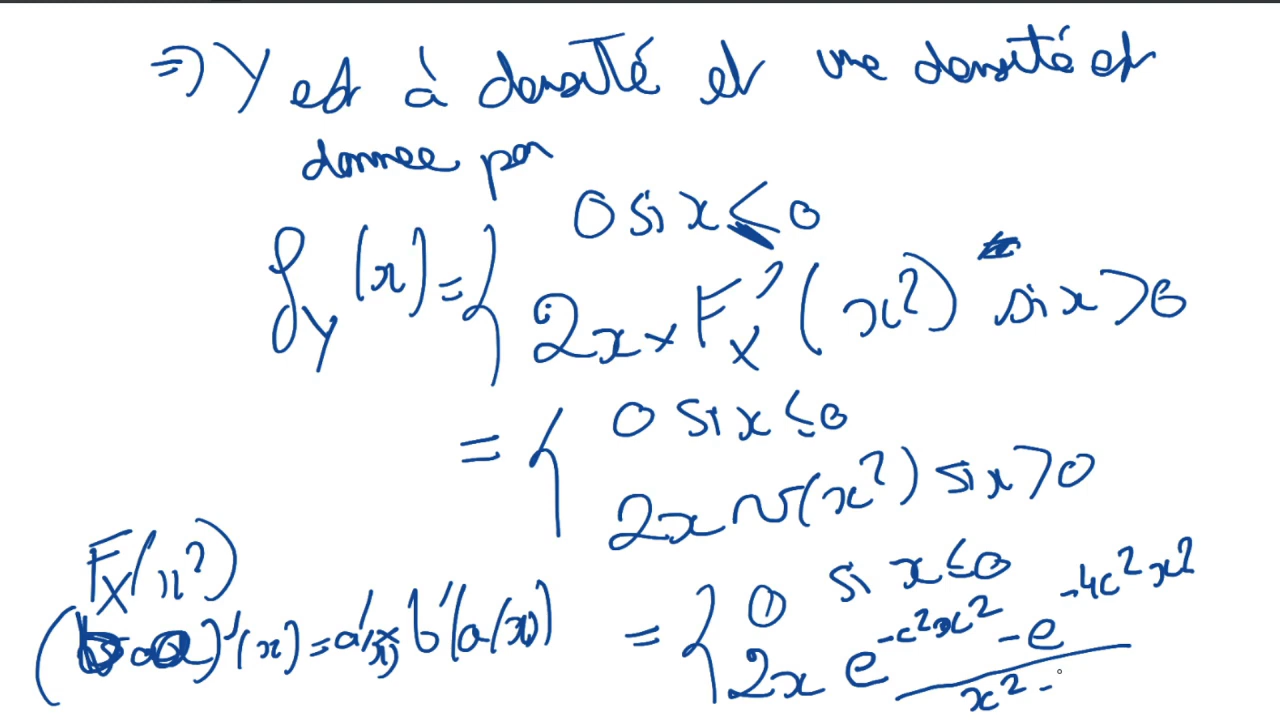 ⇒ Y est à densité et une densité est
donnee par
f_Y(x) = { 0 si x ≤ 0
2x × F_X'(x²) si x > 0
= { 0 si x ≤ 0
2x v(x²) si x > 0
F_X(x²)
(b∘a)'(x) = a'(x) b'(a(x))
= { 0 si x ≤ 0
2x e^{-c²x²} - e^{-4c²x²}
x² -